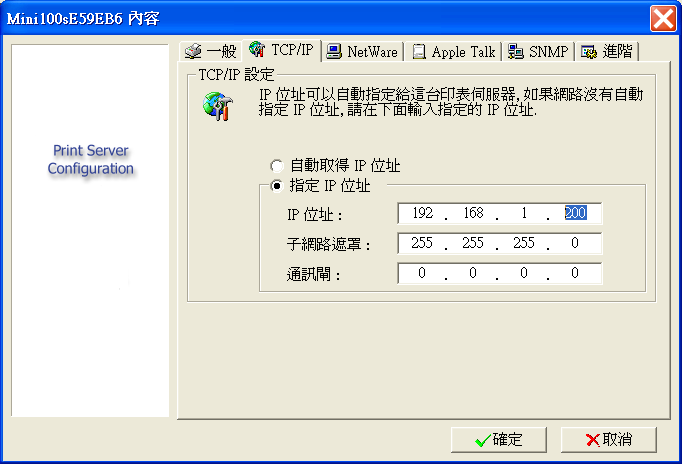 Mini100sE59EB6 內容
Print Server
Configuration
一般 TCP/IP NetWare Apple Talk SNMP 進階
TCP/IP 設定
IP 位址可以自動指定給這台印表伺服器, 如果網路沒有自動
指定 IP 位址, 請在下面輸入指定的 IP 位址.
自動取得 IP 位址
指定 IP 位址
IP 位址 : 192 . 168 . 1 . 200
子網路遮罩 : 255 . 255 . 255 . 0
通訊閘 : 0 . 0 . 0 . 0
確定 取消